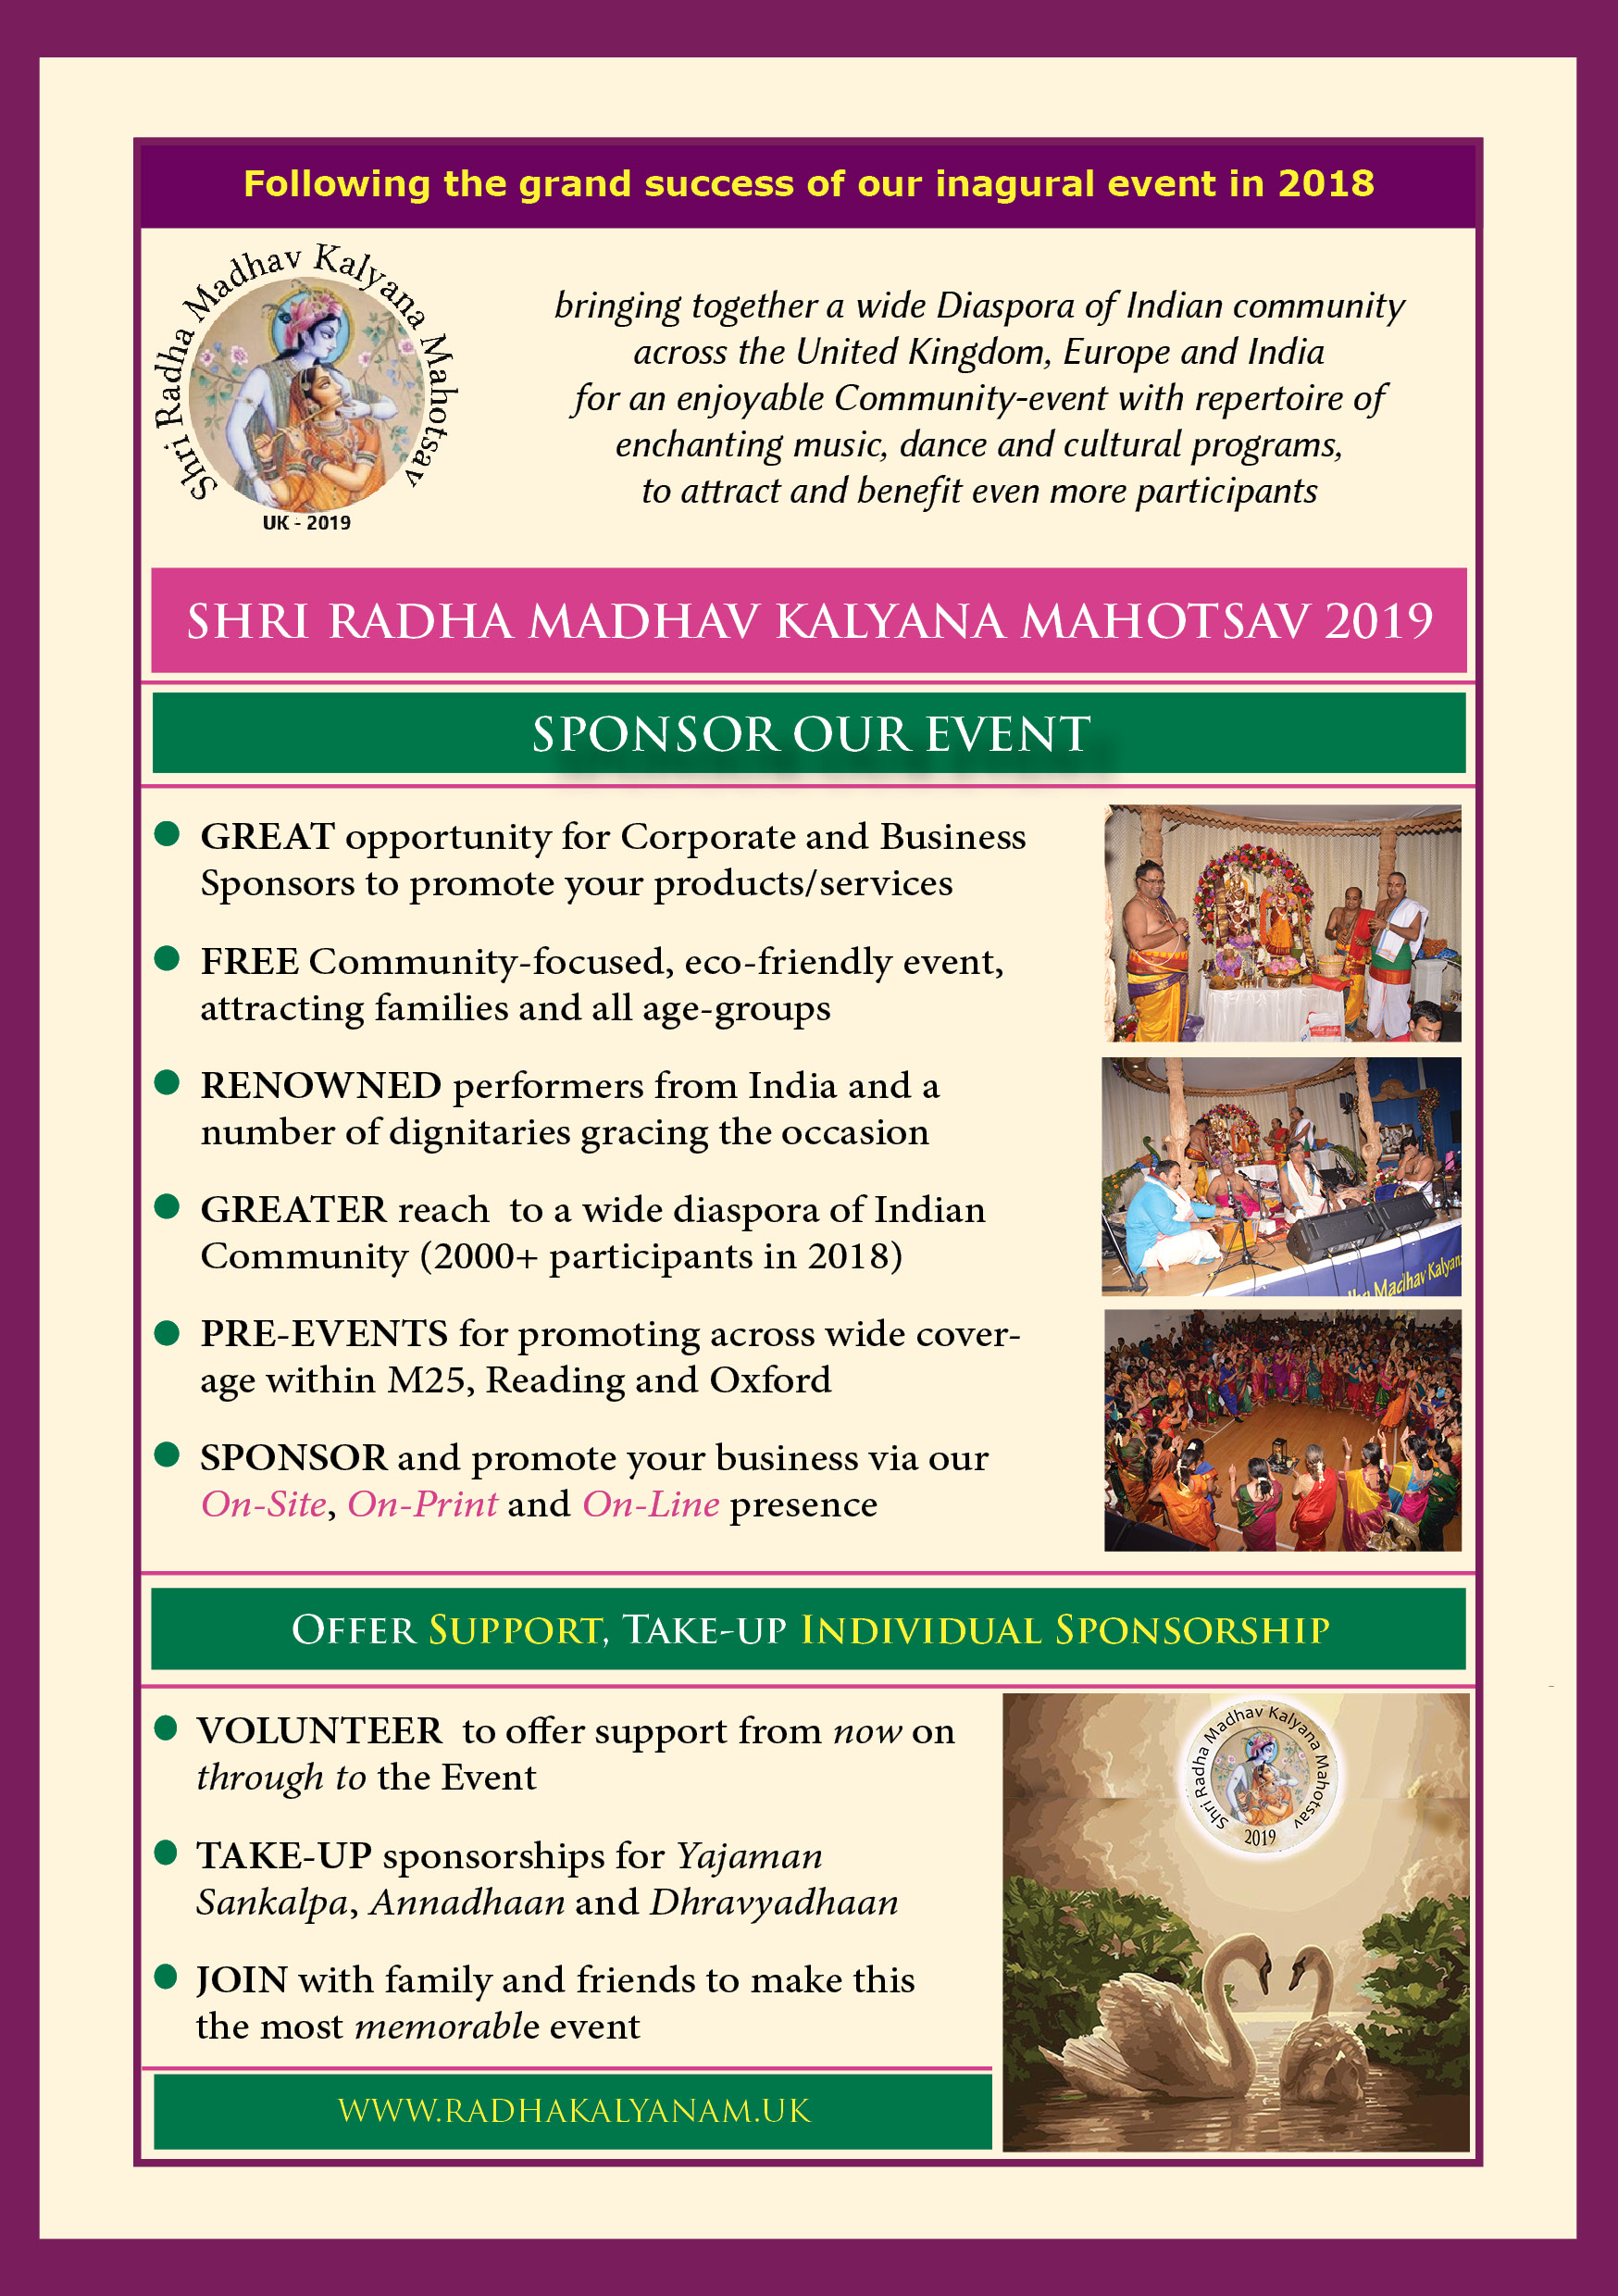 Following the grand success of our inagural event in 2018
Shri Radha Madhav Kalyana Mahotsav
UK - 2019
bringing together a wide Diaspora of Indian community
across the United Kingdom, Europe and India
for an enjoyable Community-event with repertoire of
enchanting music, dance and cultural programs,
to attract and benefit even more participants
SHRI RADHA MADHAV KALYANA MAHOTSAV 2019
SPONSOR OUR EVENT
GREAT opportunity for Corporate and Business
Sponsors to promote your products/services
FREE Community-focused, eco-friendly event,
attracting families and all age-groups
RENOWNED performers from India and a
number of dignitaries gracing the occasion
GREATER reach  to a wide diaspora of Indian
Community (2000+ participants in 2018)
PRE-EVENTS for promoting across wide cover-
age within M25, Reading and Oxford
SPONSOR and promote your business via our
On-Site, On-Print and On-Line presence
Madhav Kalyan
OFFER SUPPORT, TAKE-UP INDIVIDUAL SPONSORSHIP
VOLUNTEER  to offer support from now on
through to the Event
TAKE-UP sponsorships for Yajaman
Sankalpa, Annadhaan and Dhravyadhaan
JOIN with family and friends to make this
the most memorable event
Shri Radha Madhav Kalyana Mahotsav
2019
WWW.RADHAKALYANAM.UK